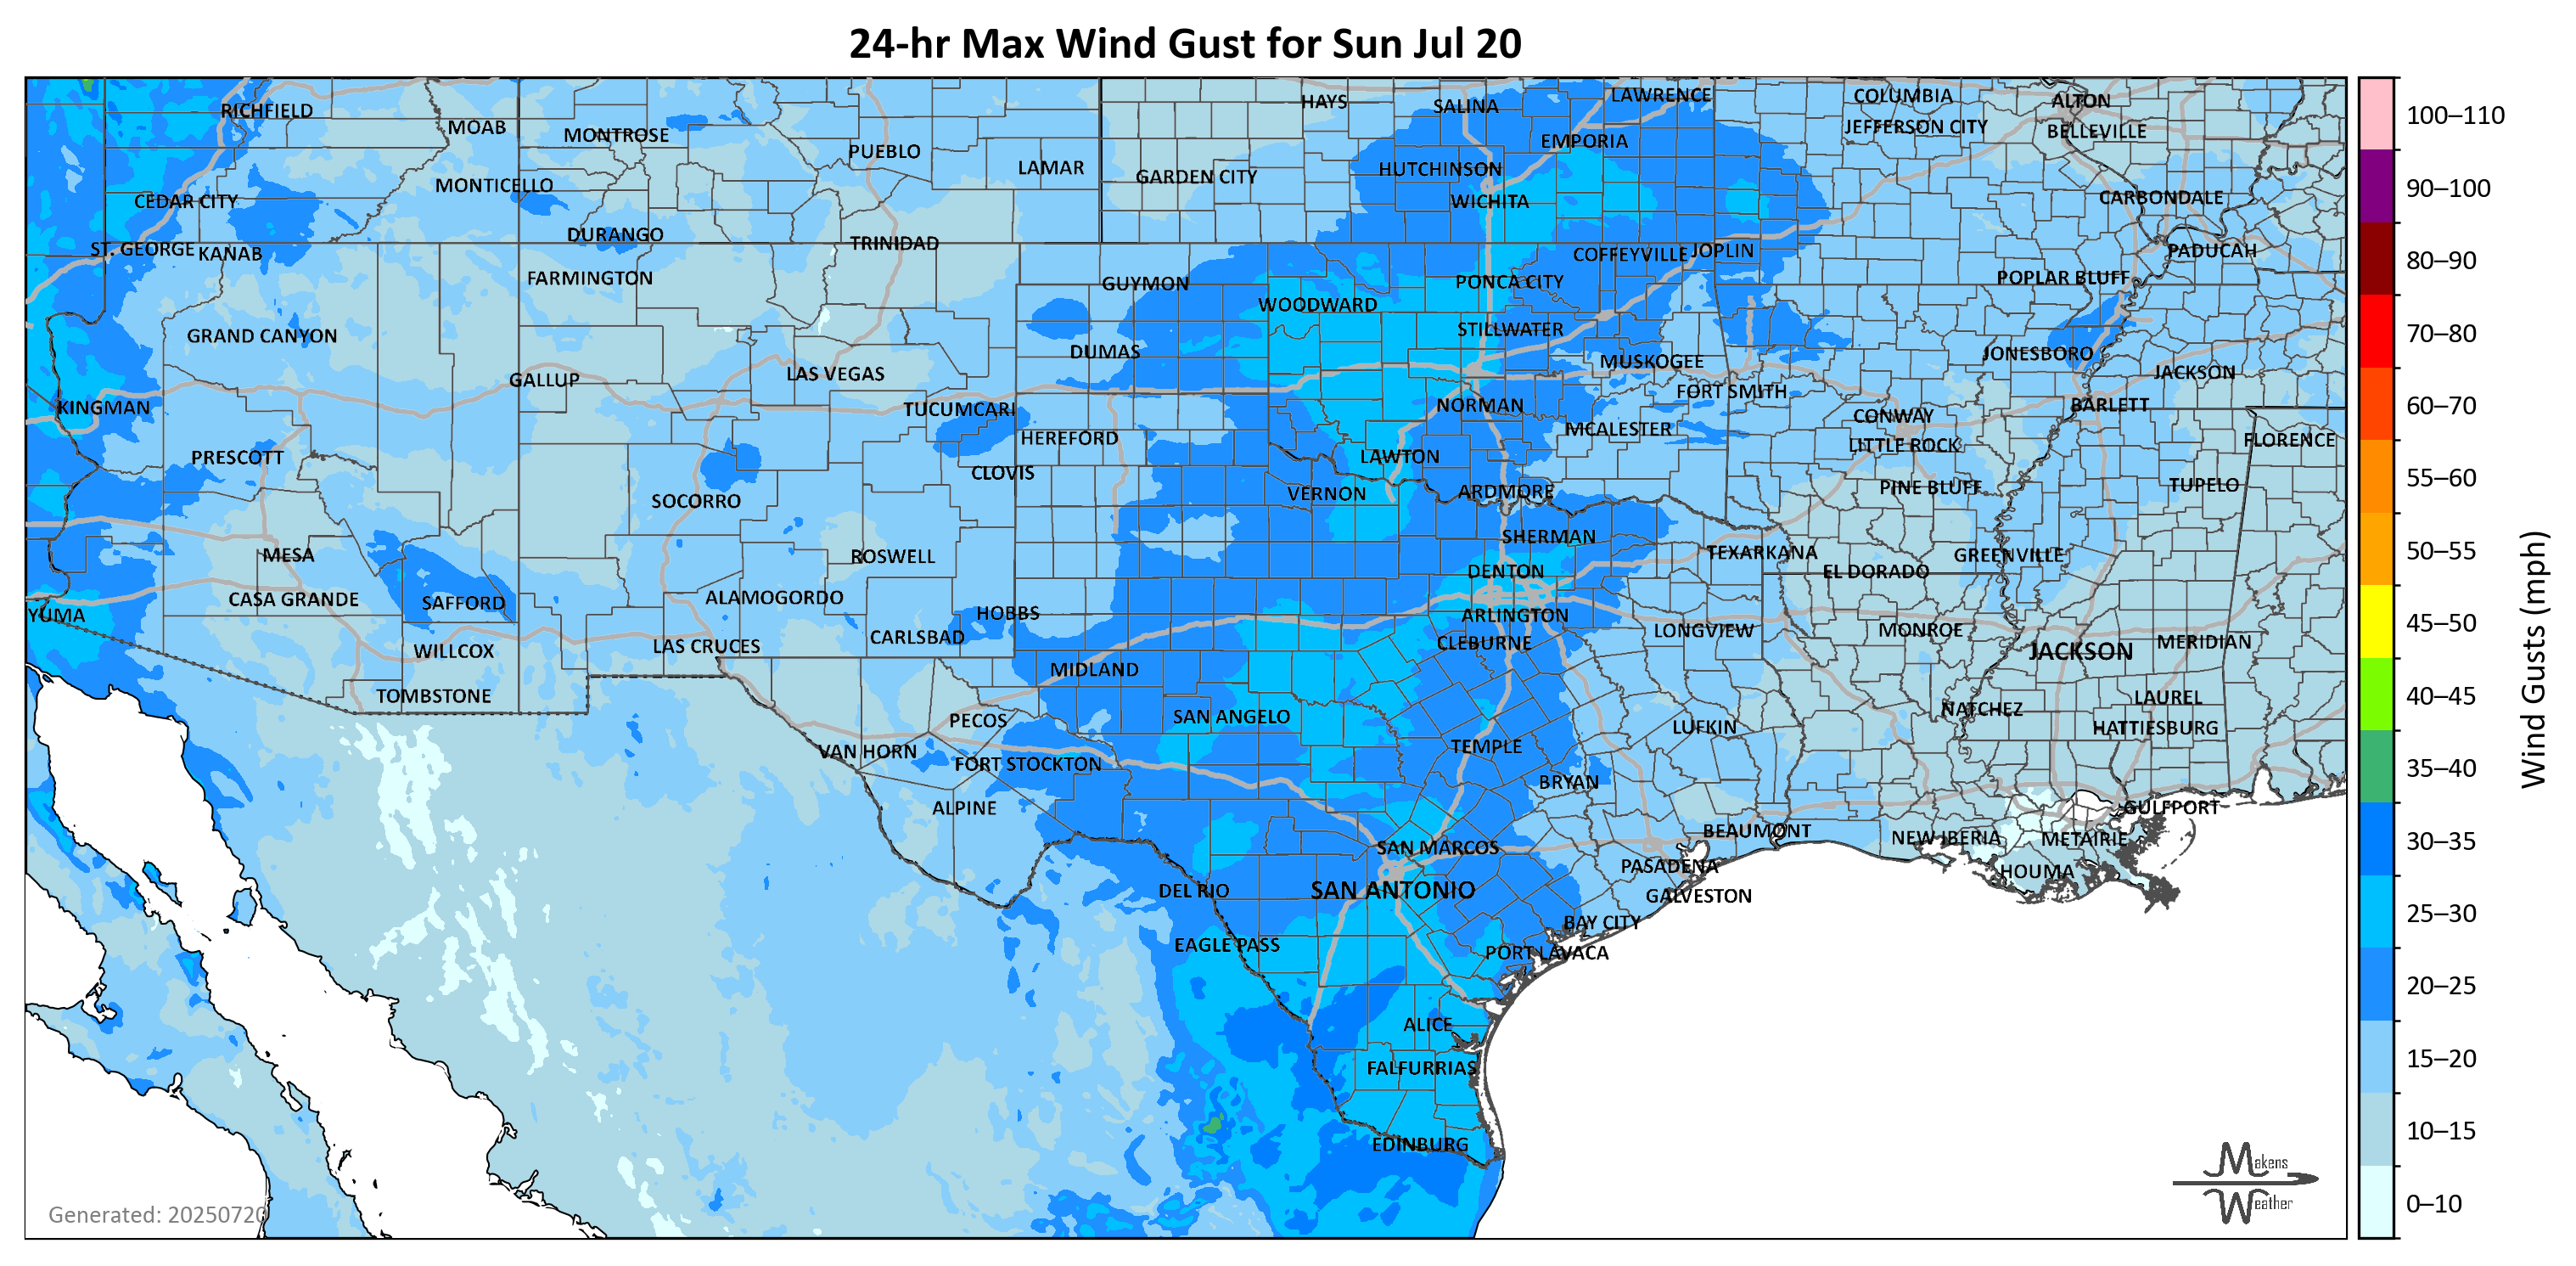 24-hr Max Wind Gust for Sun Jul 20
HAYS
SALINA
LAWRENCE
COLUMBIA
ALTON
RICHFIELD
MOAB
MONTROSE
PUEBLO
EMPORIA
JEFFERSON CITY
BELLEVILLE
LAMAR
GARDEN CITY
HUTCHINSON
MONTICELLO
CEDAR CITY
WICHITA
CARBONDALE
DURANGO
TRINIDAD
ST. GEORGE
KANAB
COFFEYVILLE
JOPLIN
PADUCAH
FARMINGTON
GUYMON
PONCA CITY
POPLAR BLUFF
WOODWARD
GRAND CANYON
STILLWATER
DUMAS
MUSKOGEE
JONESBORO
GALLUP
LAS VEGAS
FORT SMITH
JACKSON
KINGMAN
TUCUMCARI
NORMAN
CONWAY
BARLETT
HEREFORD
MCALESTER
LITTLE ROCK
FLORENCE
PRESCOTT
CLOVIS
LAWTON
SOCORRO
VERNON
ARDMORE
PINE BLUFF
TUPELO
MESA
ROSWELL
SHERMAN
TEXARKANA
GREENVILLE
DENTON
EL DORADO
CASA GRANDE
SAFFORD
ALAMOGORDO
HOBBS
ARLINGTON
YUMA
WILLCOX
LAS CRUCES
CARLSBAD
CLEBURNE
LONGVIEW
MONROE
JACKSON
MERIDIAN
MIDLAND
TOMBSTONE
PECOS
SAN ANGELO
LUFKIN
NATCHEZ
LAUREL
HATTIESBURG
VAN HORN
FORT STOCKTON
TEMPLE
BRYAN
ALPINE
GULFPORT
BEAUMONT
NEW IBERIA
METAIRIE
SAN MARCOS
PASADENA
HOUMA
DEL RIO
SAN ANTONIO
GALVESTON
BAY CITY
EAGLE PASS
PORT LAVACA
ALICE
FALFURRIAS
EDINBURG
Generated: 20250720
Makens
Weather
100–110
90–100
80–90
70–80
60–70
55–60
50–55
45–50
40–45
35–40
30–35
25–30
20–25
15–20
10–15
0–10
Wind Gusts (mph)